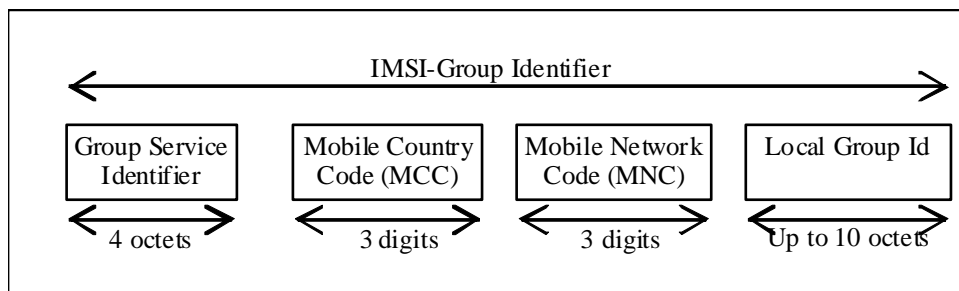 IMSI-Group Identifier
Group Service
Identifier
Mobile Country
Code (MCC)
Mobile Network
Code (MNC)
Local Group Id
4 octets
3 digits
3 digits
Up to 10 octets